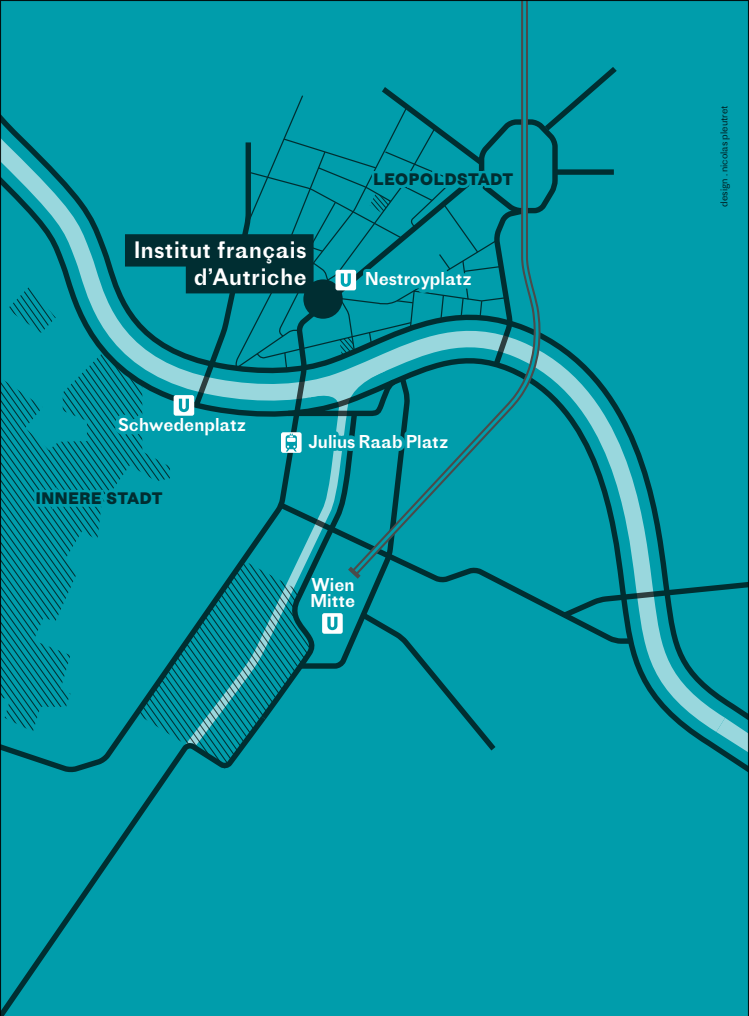 design . nicolas pleutret
LEOPOLDSTADT
Institut français
d'Autriche
U
Nestroyplatz
U
Schwedenplatz
Julius Raab Platz
INNERE STADT
Wien
Mitte
U